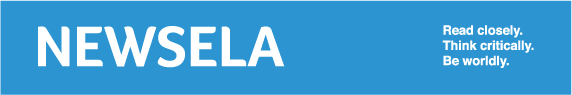 NEWSELA
Read closely.
Think critically.
Be worldly.